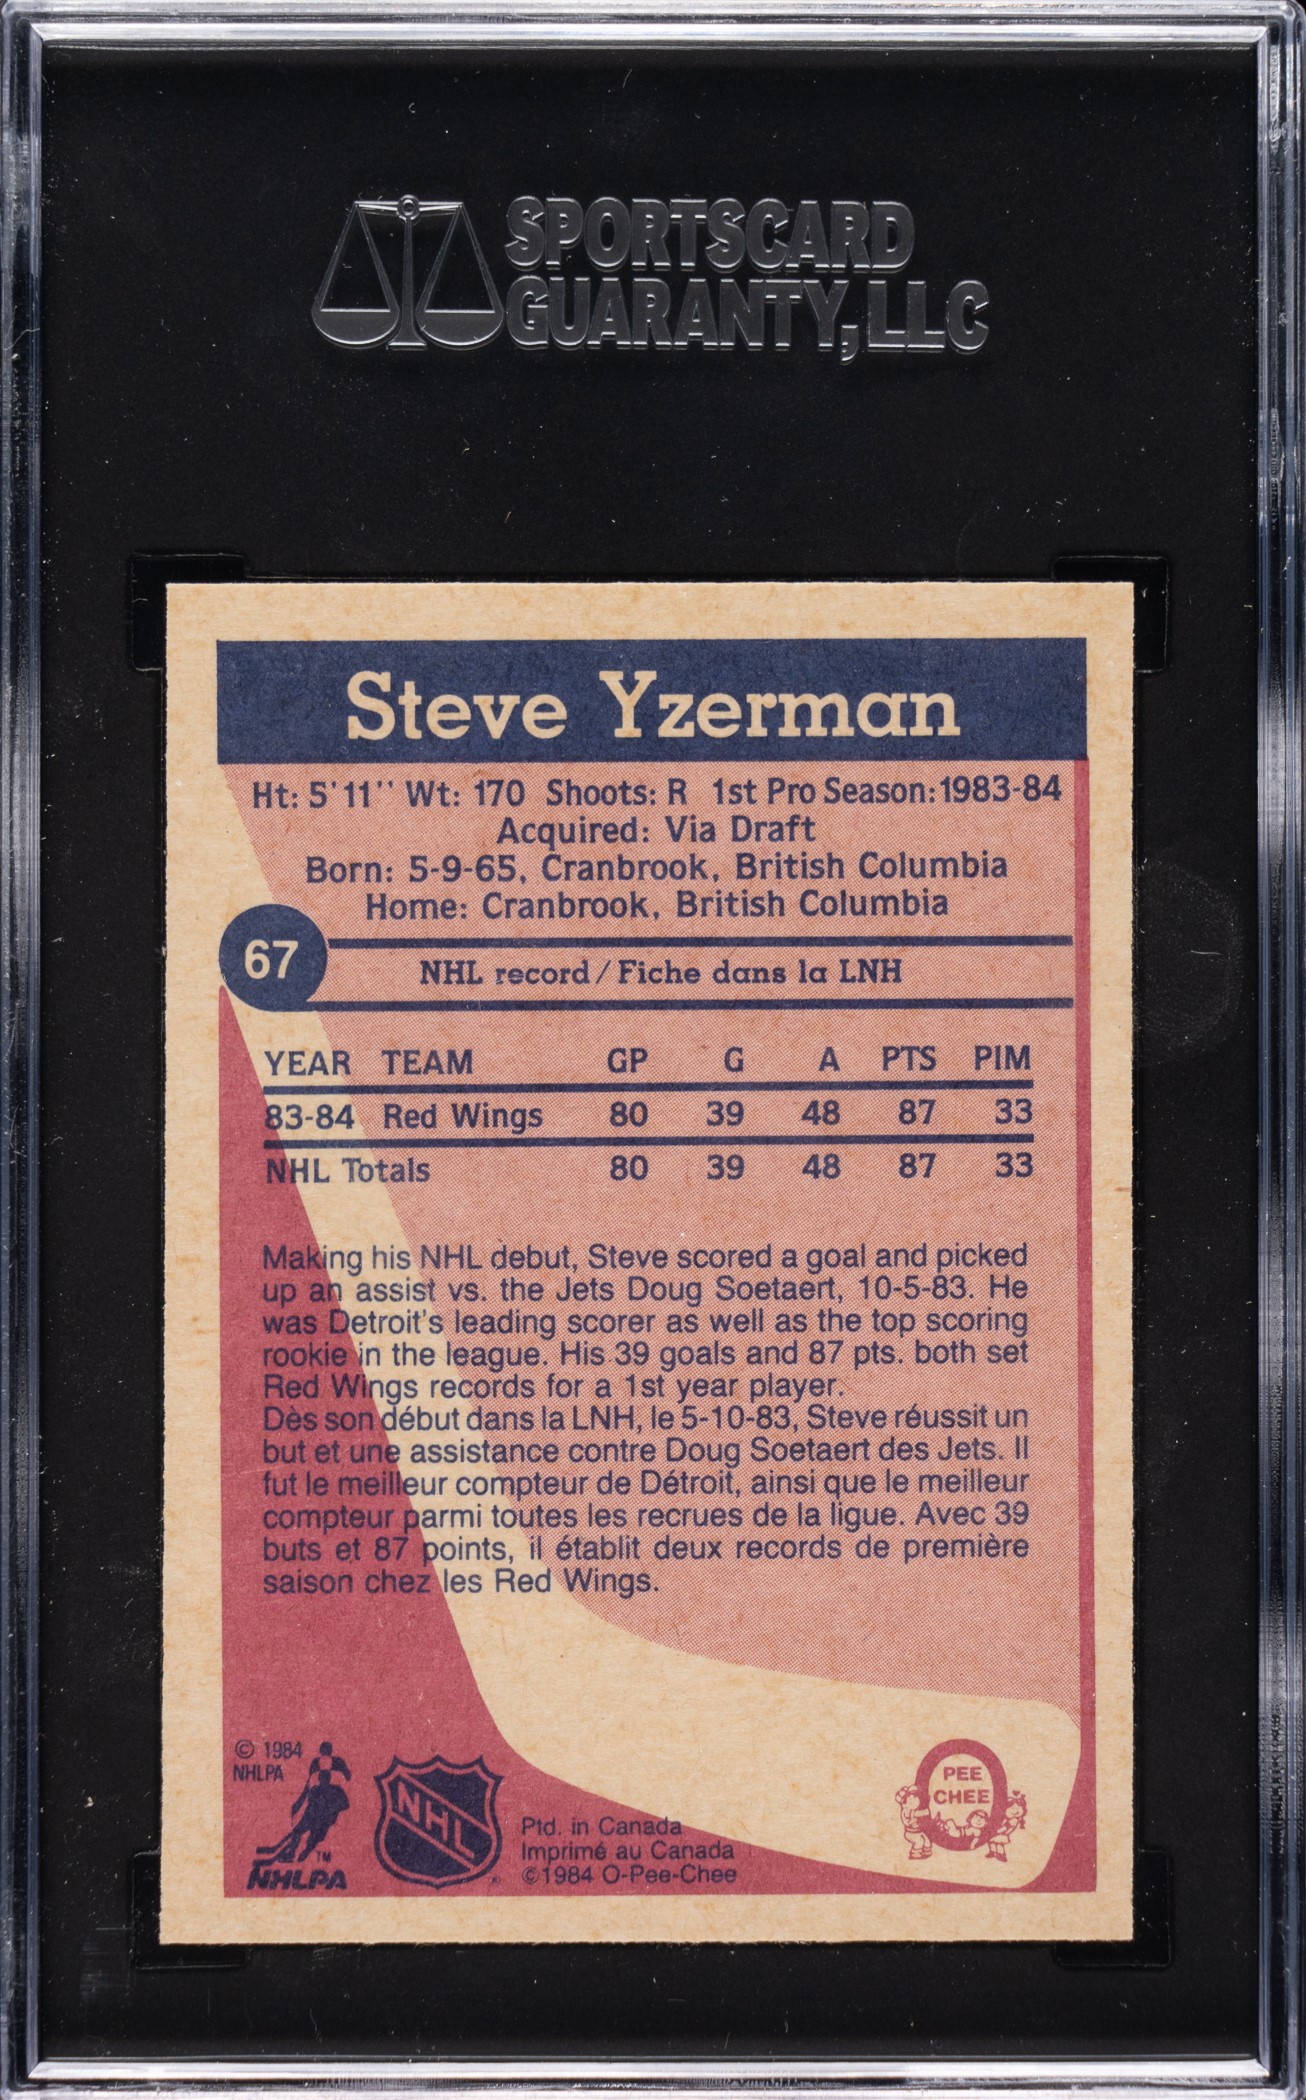 SPORTSCARD
GUARANTY, LLC
Steve Yzerman
Ht: 5'11'' Wt: 170 Shoots: R 1st Pro Season: 1983-84
Acquired: Via Draft
Born: 5-9-65, Cranbrook, British Columbia
Home: Cranbrook, British Columbia
67
NHL record/Fiche dans la LNH
YEAR TEAM GP G A PTS PIM
83-84 Red Wings 80 39 48 87 33
NHL Totals 80 39 48 87 33
Making his NHL debut, Steve scored a goal and picked
up an assist vs. the Jets Doug Soetaert, 10-5-83. He
was Detroit's leading scorer as well as the top scoring
rookie in the league. His 39 goals and 87 pts. both set
Red Wings records for a 1st year player.
Dès son début dans la LNH, le 5-10-83, Steve réussit un
but et une assistance contre Doug Soetaert des Jets. Il
fut le meilleur compteur de Détroit, ainsi que le meilleur
compteur parmi toutes les recrues de la ligue. Avec 39
buts et 87 points, il établit deux records de première
saison chez les Red Wings.
© 1984
NHLPA
TM
NHLPA
NHL
Ptd. in Canada
Imprimé au Canada
©1984 O-Pee-Chee
PEE
CHEE